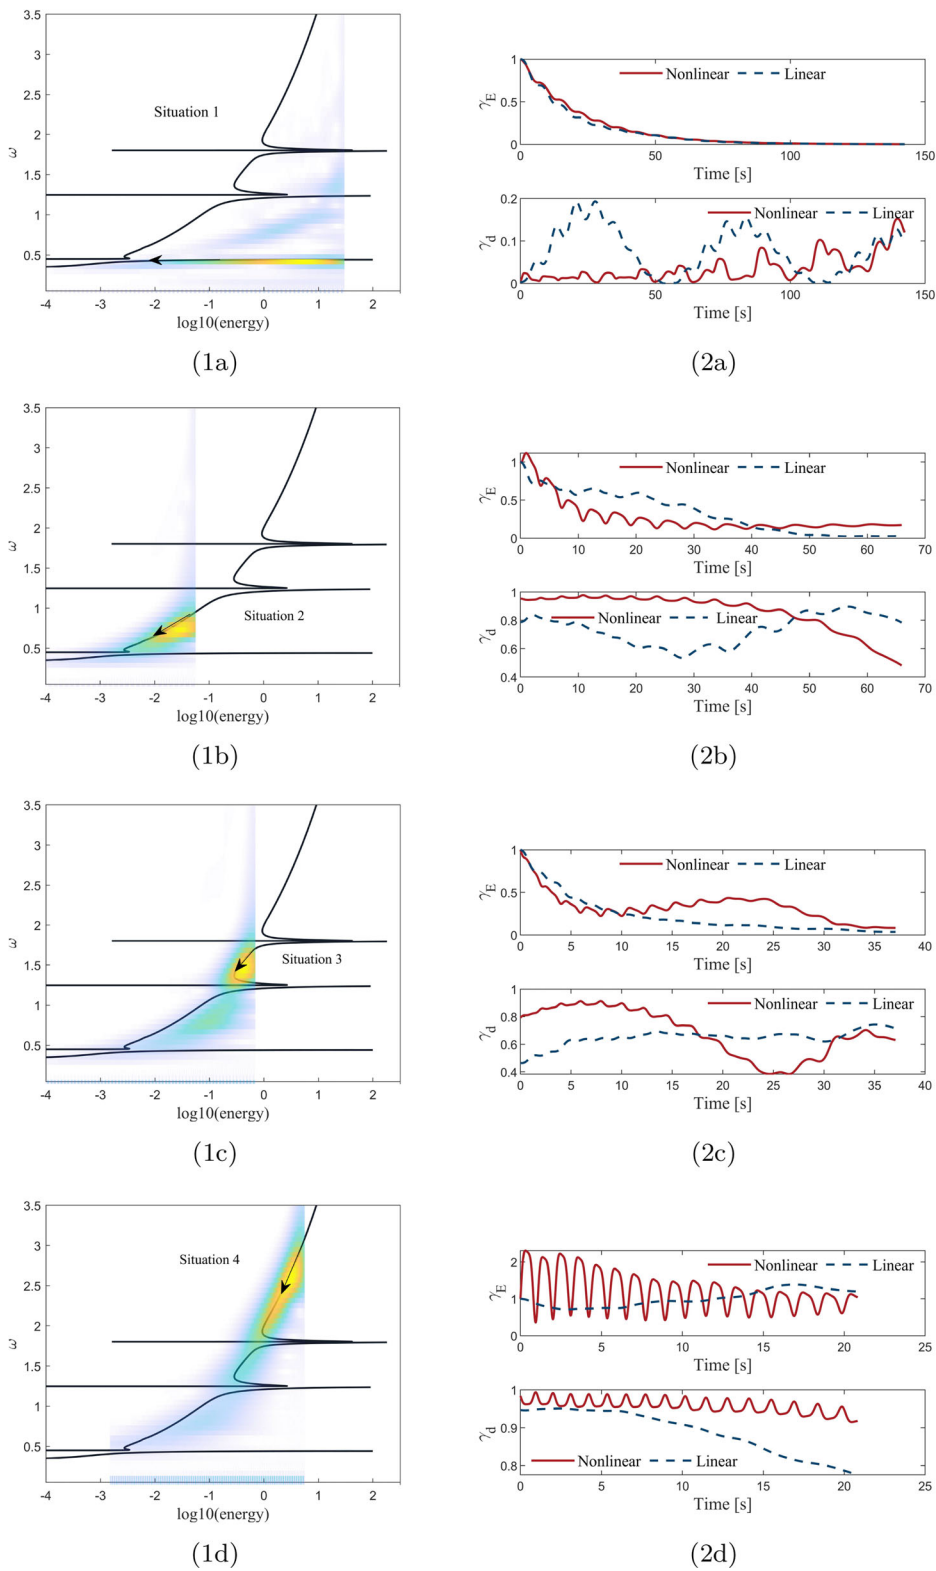 3.5
3
2.5
2
1.5
1
0.5
ω
Situation 1
-4 -3 -2 -1 0 1 2
log10(energy)
(1a)
1
0.5
0
γE
Nonlinear Linear
0 50 100 150
Time [s]
0.2
0.1
0
γd
Nonlinear Linear
0 50 100 150
Time [s]
(2a)
3.5
3
2.5
2
1.5
1
0.5
ω
Situation 2
-4 -3 -2 -1 0 1 2
log10(energy)
(1b)
1
0.5
0
γE
Nonlinear Linear
0 10 20 30 40 50 60 70
Time [s]
1
0.8
0.6
0.4
γd
Nonlinear Linear
0 10 20 30 40 50 60 70
Time [s]
(2b)
3.5
3
2.5
2
1.5
1
0.5
ω
Situation 3
-4 -3 -2 -1 0 1 2
log10(energy)
(1c)
1
0.5
0
γE
Nonlinear Linear
0 5 10 15 20 25 30 35 40
Time [s]
1
0.8
0.6
0.4
γd
Nonlinear Linear
0 5 10 15 20 25 30 35 40
Time [s]
(2c)
3.5
3
2.5
2
1.5
1
0.5
ω
Situation 4
-4 -3 -2 -1 0 1 2
log10(energy)
(1d)
2
1
0
γE
Nonlinear Linear
0 5 10 15 20 25
Time [s]
1
0.9
0.8
γd
Nonlinear Linear
0 5 10 15 20 25
Time [s]
(2d)